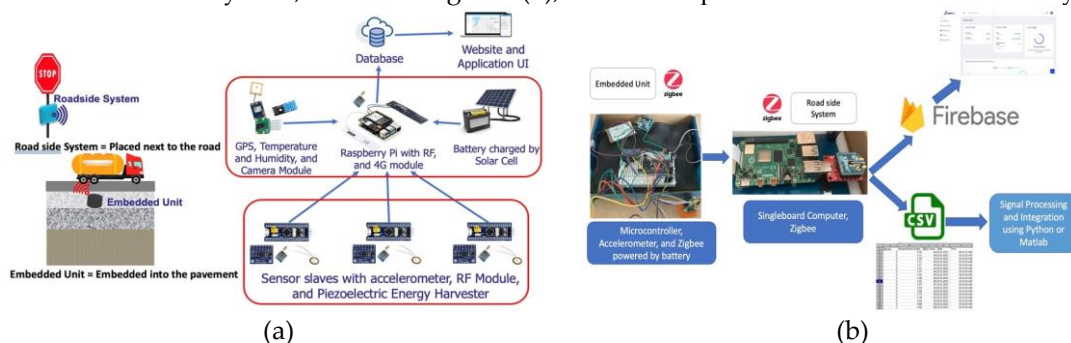 STOP
Roadside System
Road side System = Placed next to the road
Embedded Unit
Embedded Unit = Embedded into the pavement
Database
Website and
Application UI
GPS, Temperature
and Humidity, and
Camera Module
Raspberry Pi with RF,
and 4G module
Battery charged by
Solar Cell
Sensor slaves with accelerometer, RF Module,
and Piezoelectric Energy Harvester
(a)
Embedded Unit
zigbee
zigbee
Road side
System
Microcontroller,
Accelerometer, and Zigbee
powered by battery
Singleboard Computer,
Zigbee
Firebase
CSV
Signal Processing
and Integration
using Python or
Matlab
(b)